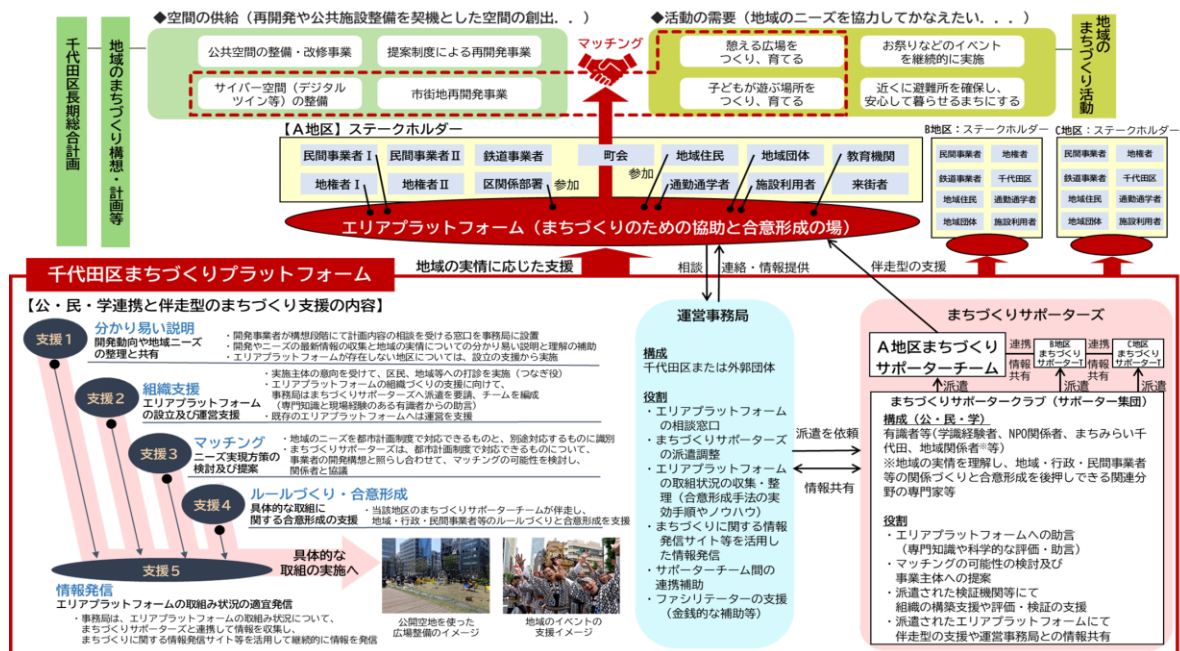 ◆空間の供給（再開発や公共施設整備を契機とした空間の創出．．）
◆活動の需要（地域のニーズを協力してかなえたい．．．）
千代田区長期総合計画
地域のまちづくり構想・計画等
公共空間の整備・改修事業
提案制度による再開発事業
サイバー空間（デジタル
ツイン等）の整備
市街地再開発事業
マッチング
憩える広場を
つくり、育てる
お祭りなどのイベント
を継続的に実施
子どもが遊ぶ場所を
つくり、育てる
近くに避難所を確保し、
安心して暮らせるまちにする
地域の
まちづくり活動
【A地区】ステークホルダー
民間事業者Ⅰ
民間事業者Ⅱ
鉄道事業者
町会
地域住民
地域団体
教育機関
地権者Ⅰ
地権者Ⅱ
区関係部署
参加
参加
通勤通学者
施設利用者
来街者
B地区：ステークホルダー
民間事業者
地権者
鉄道事業者
千代田区
地域住民
通勤通学者
地域団体
施設利用者
C地区：ステークホルダー
民間事業者
地権者
鉄道事業者
千代田区
地域住民
通勤通学者
地域団体
施設利用者
エリアプラットフォーム（まちづくりのための協助と合意形成の場）
千代田区まちづくりプラットフォーム
地域の実情に応じた支援
相談
連絡・情報提供
伴走型の支援
【公・民・学連携と伴走型のまちづくり支援の内容】
支援1
分かり易い説明
開発動向や地域ニーズ
の整理と共有
・開発事業者が構想段階にて計画内容の相談を受ける窓口を事務局に設置
・開発やニーズの最新情報の収集と地域の実情についての分かり易い説明と理解の補助
・エリアプラットフォームが存在しない地区については、設立の支援から実施
支援2
組織支援
エリアプラットフォーム
の設立及び運営支援
・実施主体の意向を受けて、区民、地域等への打診を実施（つなぎ役）
・エリアプラットフォームの組織づくりの支援に向けて、
事務局はまちづくりサポーターズへ派遣を要請、チームを編成
（専門知識と現場経験のある有識者からの助言）
・既存のエリアプラットフォームへは運営を支援
支援3
マッチング
ニーズ実現方策の
検討及び提案
・地域のニーズを都市計画制度で対応できるものと、別途対応するものに識別
・まちづくりサポーターズは、都市計画制度で対応できるものについて、
事業者の開発構想と照らし合わせて、マッチングの可能性を検討し、
関係者と協議
支援4
ルールづくり・合意形成
具体的な取組に
関する合意形成の支援
・当該地区のまちづくりサポーターチームが伴走し、
地域・行政・民間事業者等のルールづくりと合意形成を支援
支援5
具体的な
取組の実施へ
情報発信
エリアプラットフォームの取組み状況の適宜発信
・事務局は、エリアプラットフォームの取組み状況について、
まちづくりサポーターズと連携して情報を収集し、
まちづくりに関する情報発信サイト等を活用して継続的に情報を発信
公開空地を使った
広場整備のイメージ
地域のイベントの
支援イメージ
運営事務局
構成
千代田区または外郭団体
役割
・エリアプラットフォーム
の相談窓口
・まちづくりサポーターズ
の派遣調整
・エリアプラットフォーム
の取組状況の収集・整
理（合意形成手法の実
効手順やノウハウ）
・まちづくりに関する情報
発信サイト等を活用し
た情報発信
・サポーターチーム間の
連携補助
・ファシリテーターの支援
（金銭的な補助等）
派遣を依頼
情報共有
まちづくりサポーターズ
A地区まちづくり
サポーターチーム
連携
情報
共有
B地区
まちづくり
サポーターT
連携
情報
共有
C地区
まちづくり
サポーターT
派遣
派遣
派遣
まちづくりサポータークラブ（サポーター集団）
構成（公・民・学）
有識者等（学識経験者、NPO関係者、まちみらい千
代田、地域関係者※等）
※地域の実情を理解し、地域・行政・民間事業者
等の関係づくりと合意形成を後押しできる関連分
野の専門家等
役割
・エリアプラットフォームへの助言
（専門知識や科学的な評価・助言）
・マッチングの可能性の検討及び
事業主体への提案
・派遣された検証機関等にて
組織の構築支援や評価・検証の支援
・派遣されたエリアプラットフォームにて
伴走型の支援や運営事務局との情報共有